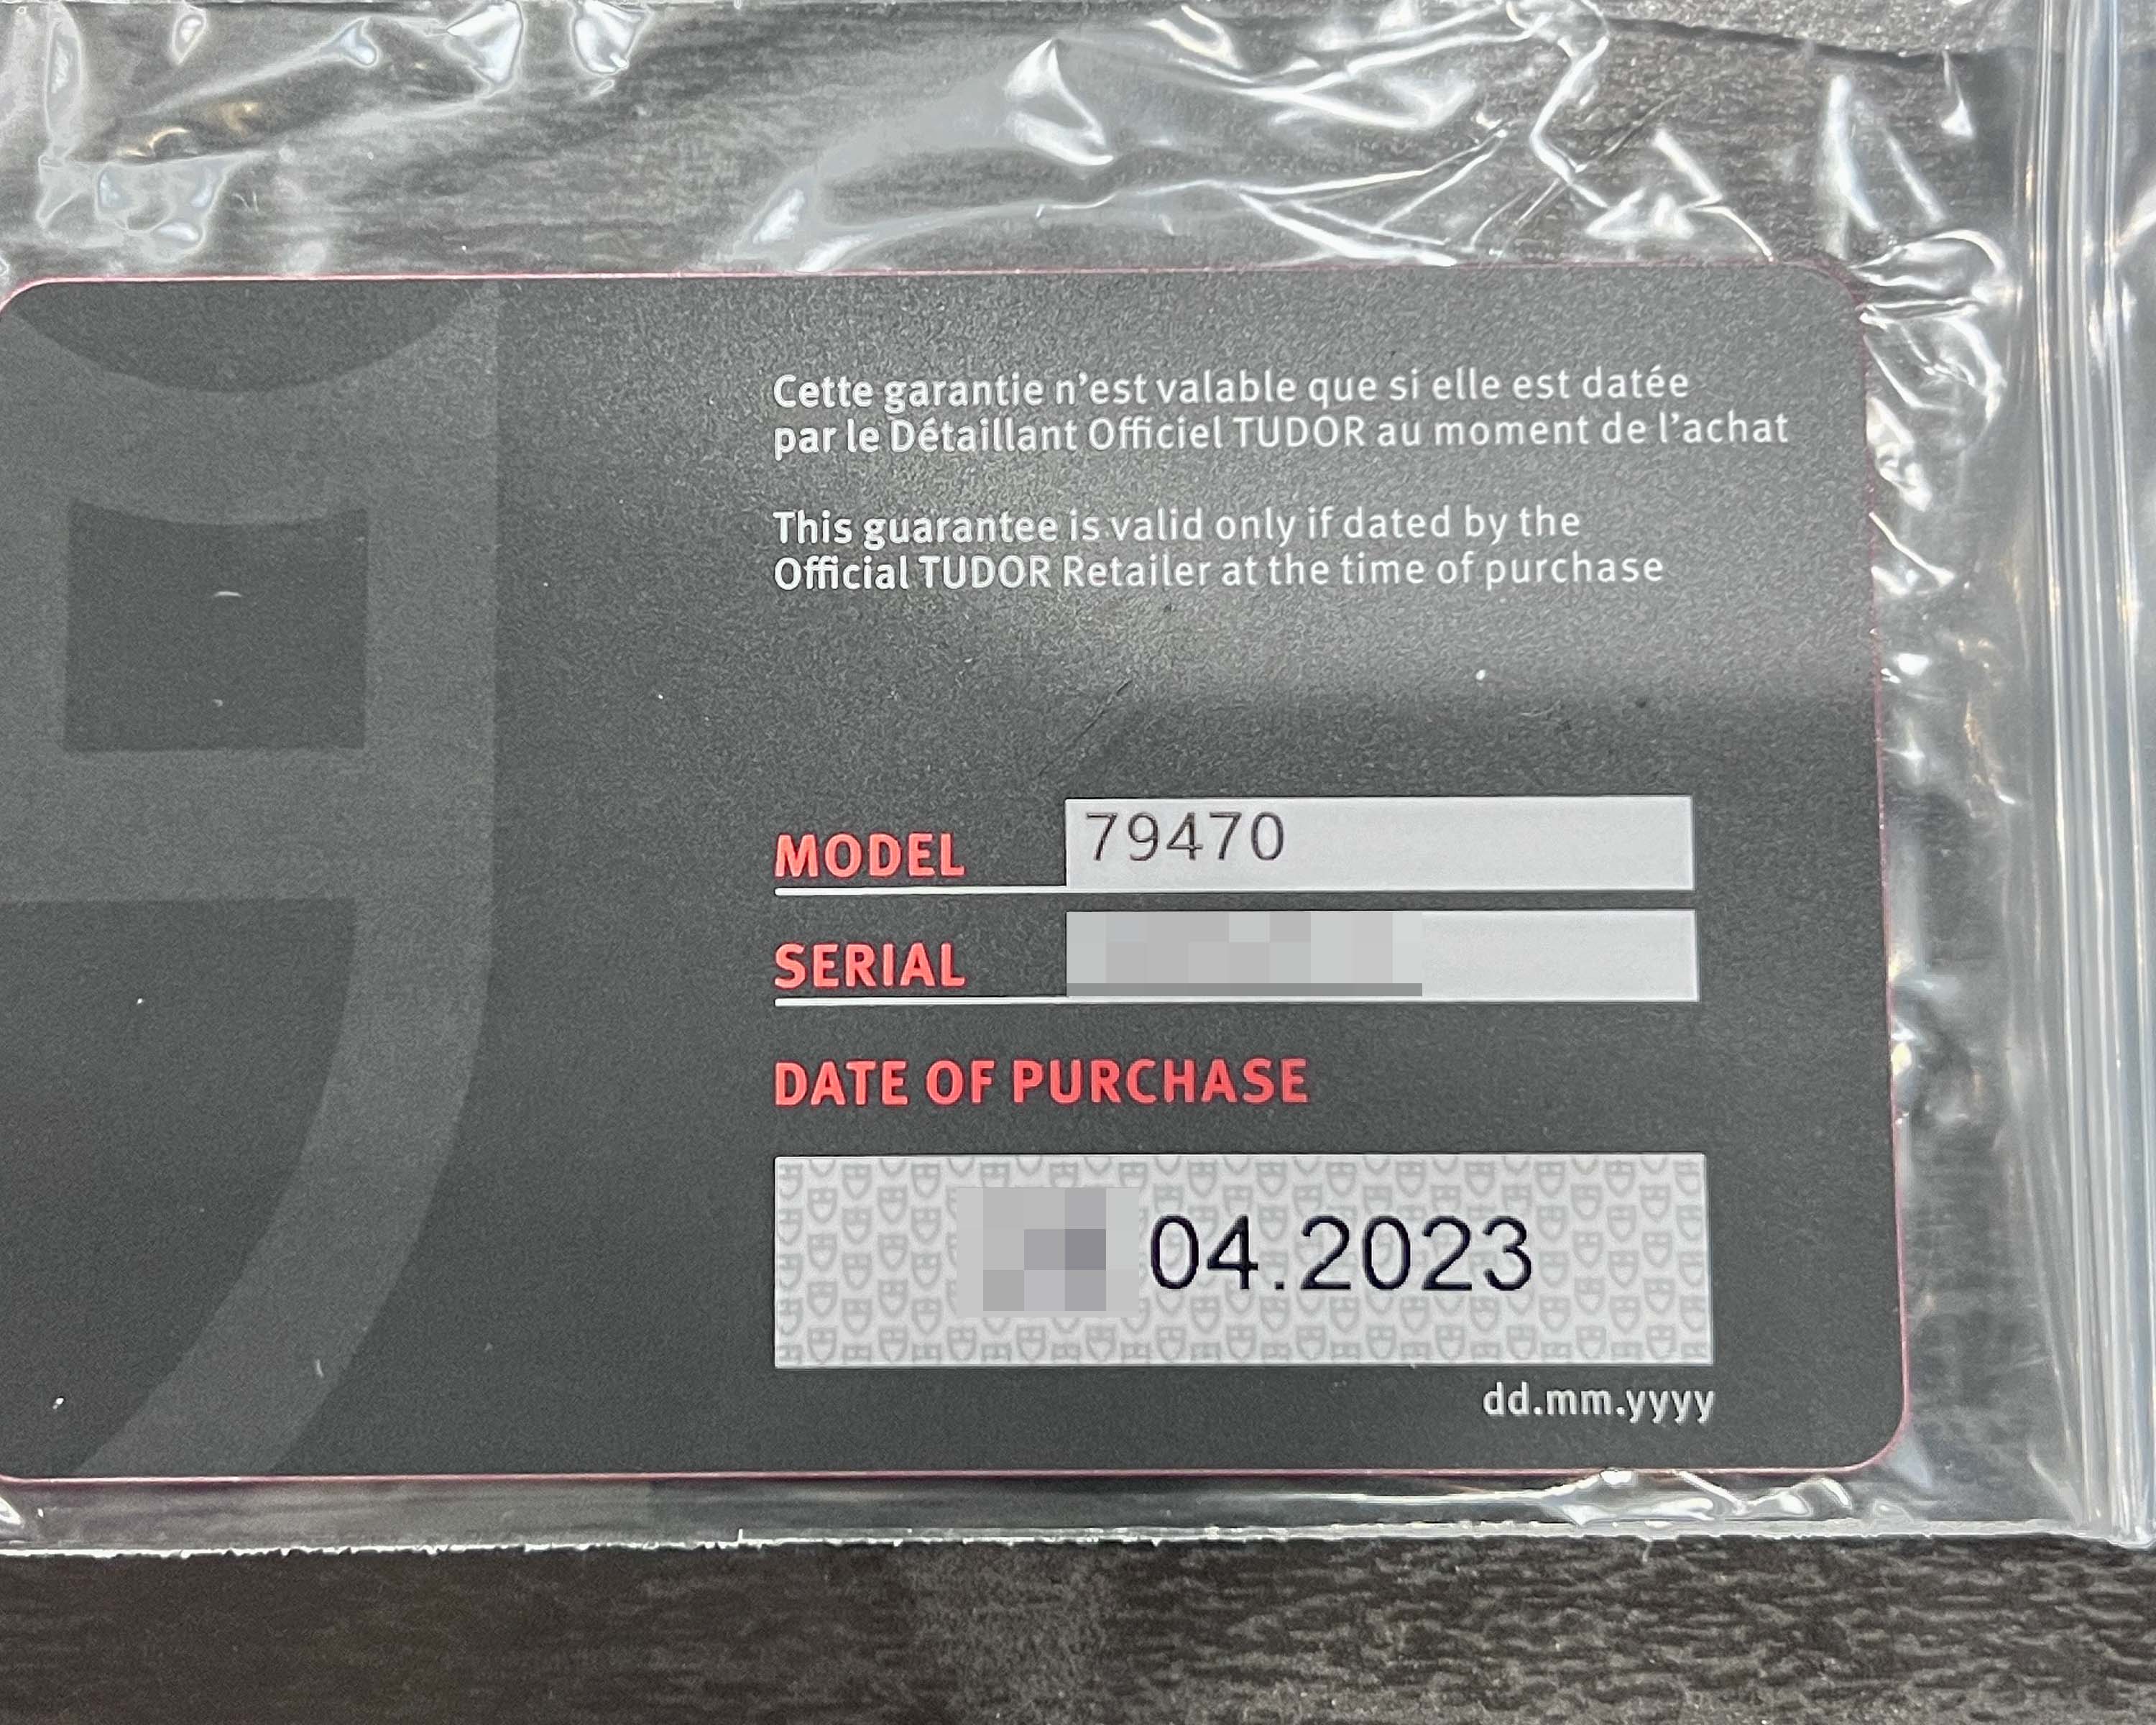 Cette garantie n'est valable que si elle est datée
par le Détaillant Officiel TUDOR au moment de l'achat
This guarantee is valid only if dated by the
Official TUDOR Retailer at the time of purchase
MODEL 79470
SERIAL
DATE OF PURCHASE
04.2023
dd.mm.yyyy